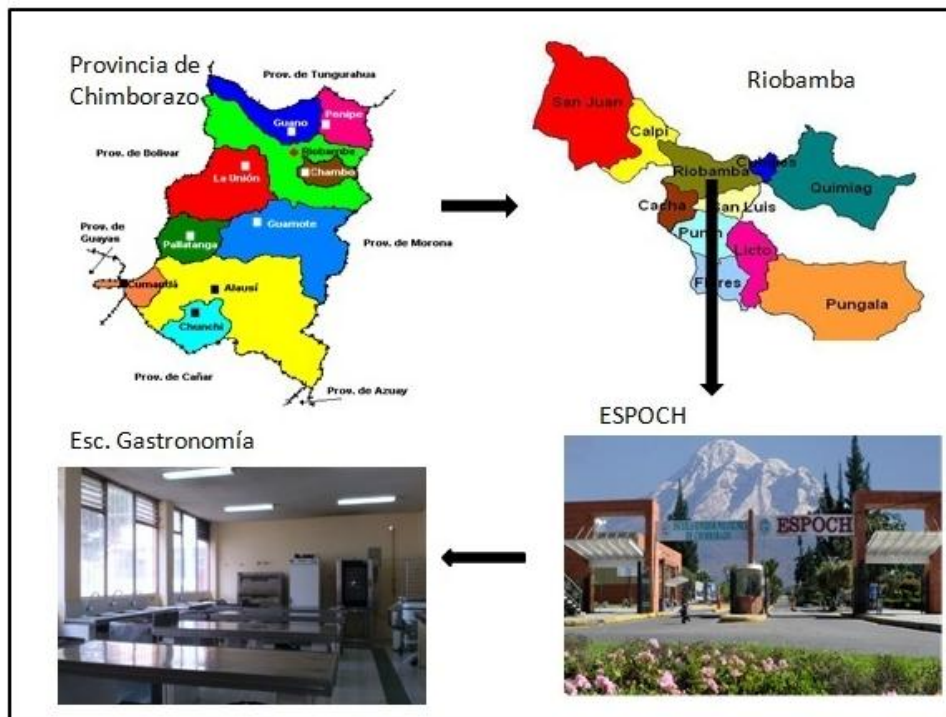 Provincia de
Chimborazo
Prov. de Tungurahua
Penipe
Guano
Prov. de Bolívar
Riobamba
Chambo
La Unión
Guamote
Prov. de
Guayas
Pallatanga
Prov. de Morona
Cumandá
Alausí
Chunchi
Prov. de Cañar
Prov. de Azuay
Riobamba
San Juan
Calpi
Riobamba
Quimiag
Cacha
San Luis
Punin
Licto
Flores
Pungala
ESPOCH
ESPOCH
Esc. Gastronomía